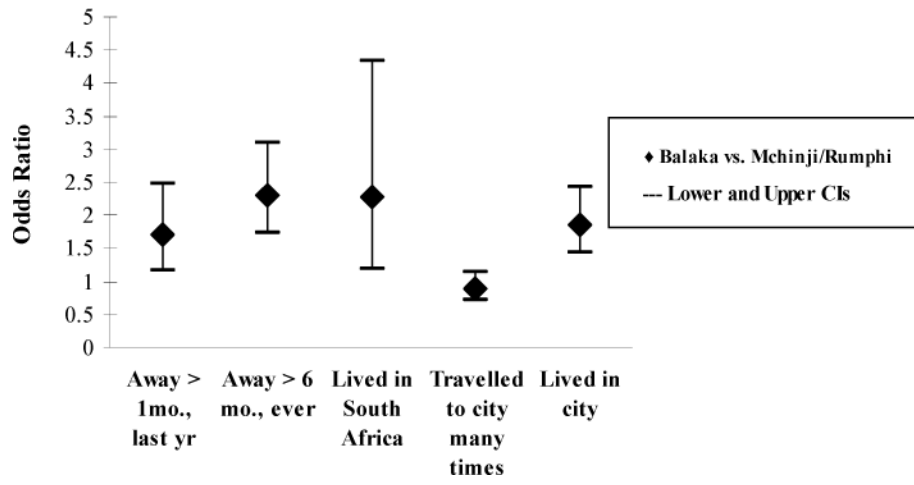 5
4.5
4
3.5
3
2.5
2
1.5
1
0.5
0
Odds Ratio
Away > 1mo., last yr
Away > 6 mo., ever
Lived in South Africa
Travelled to city many times
Lived in city
♦ Balaka vs. Mchinji/Rumphi
--- Lower and Upper CIs